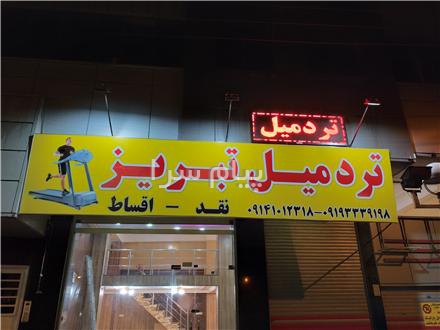 تردمیل
تردمیل تبریز
پیام سرا
نقد - اقساط ۰۹۱۴۱۰۱۲۳۱۸-۰۹۱۹۳۳۳۹۱۹۸